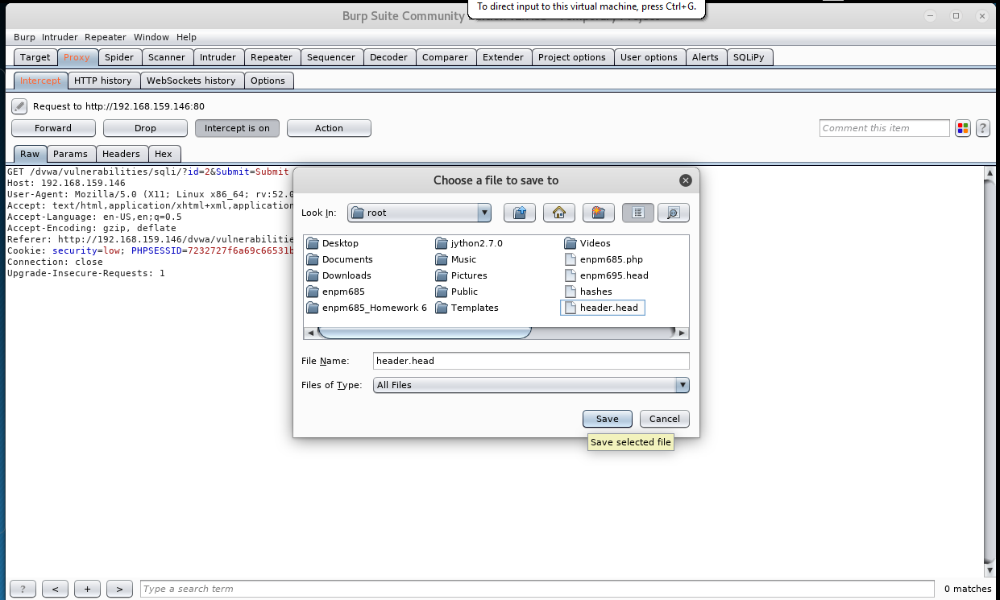 To direct input to this virtual machine, press Ctrl+G.
Burp Suite Community
Burp Intruder Repeater Window Help
Target Proxy Spider Scanner Intruder Repeater Sequencer Decoder Comparer Extender Project options User options Alerts SQLiPy
Intercept HTTP history WebSockets history Options
Request to http://192.168.159.146:80
Forward Drop Intercept is on Action Comment this item ?
Raw Params Headers Hex
GET /dvwa/vulnerabilities/sqli/?id=2&Submit=Submit
Host: 192.168.159.146
User-Agent: Mozilla/5.0 (X11; Linux x86_64; rv:52.0
Accept: text/html,application/xhtml+xml,application
Accept-Language: en-US,en;q=0.5
Accept-Encoding: gzip, deflate
Referer: http://192.168.159.146/dvwa/vulnerabilitie
Cookie: security=low; PHPSESSID=7232727f6a69c66531b
Connection: close
Upgrade-Insecure-Requests: 1
Choose a file to save to
Look In: root
Desktop jython2.7.0 Videos
Documents Music enpm685.php
Downloads Pictures enpm695.head
enpm685 Public hashes
enpm685_Homework 6 Templates header.head
File Name: header.head
Files of Type: All Files
Save Cancel
Save selected file
? < + > Type a search term 0 matches